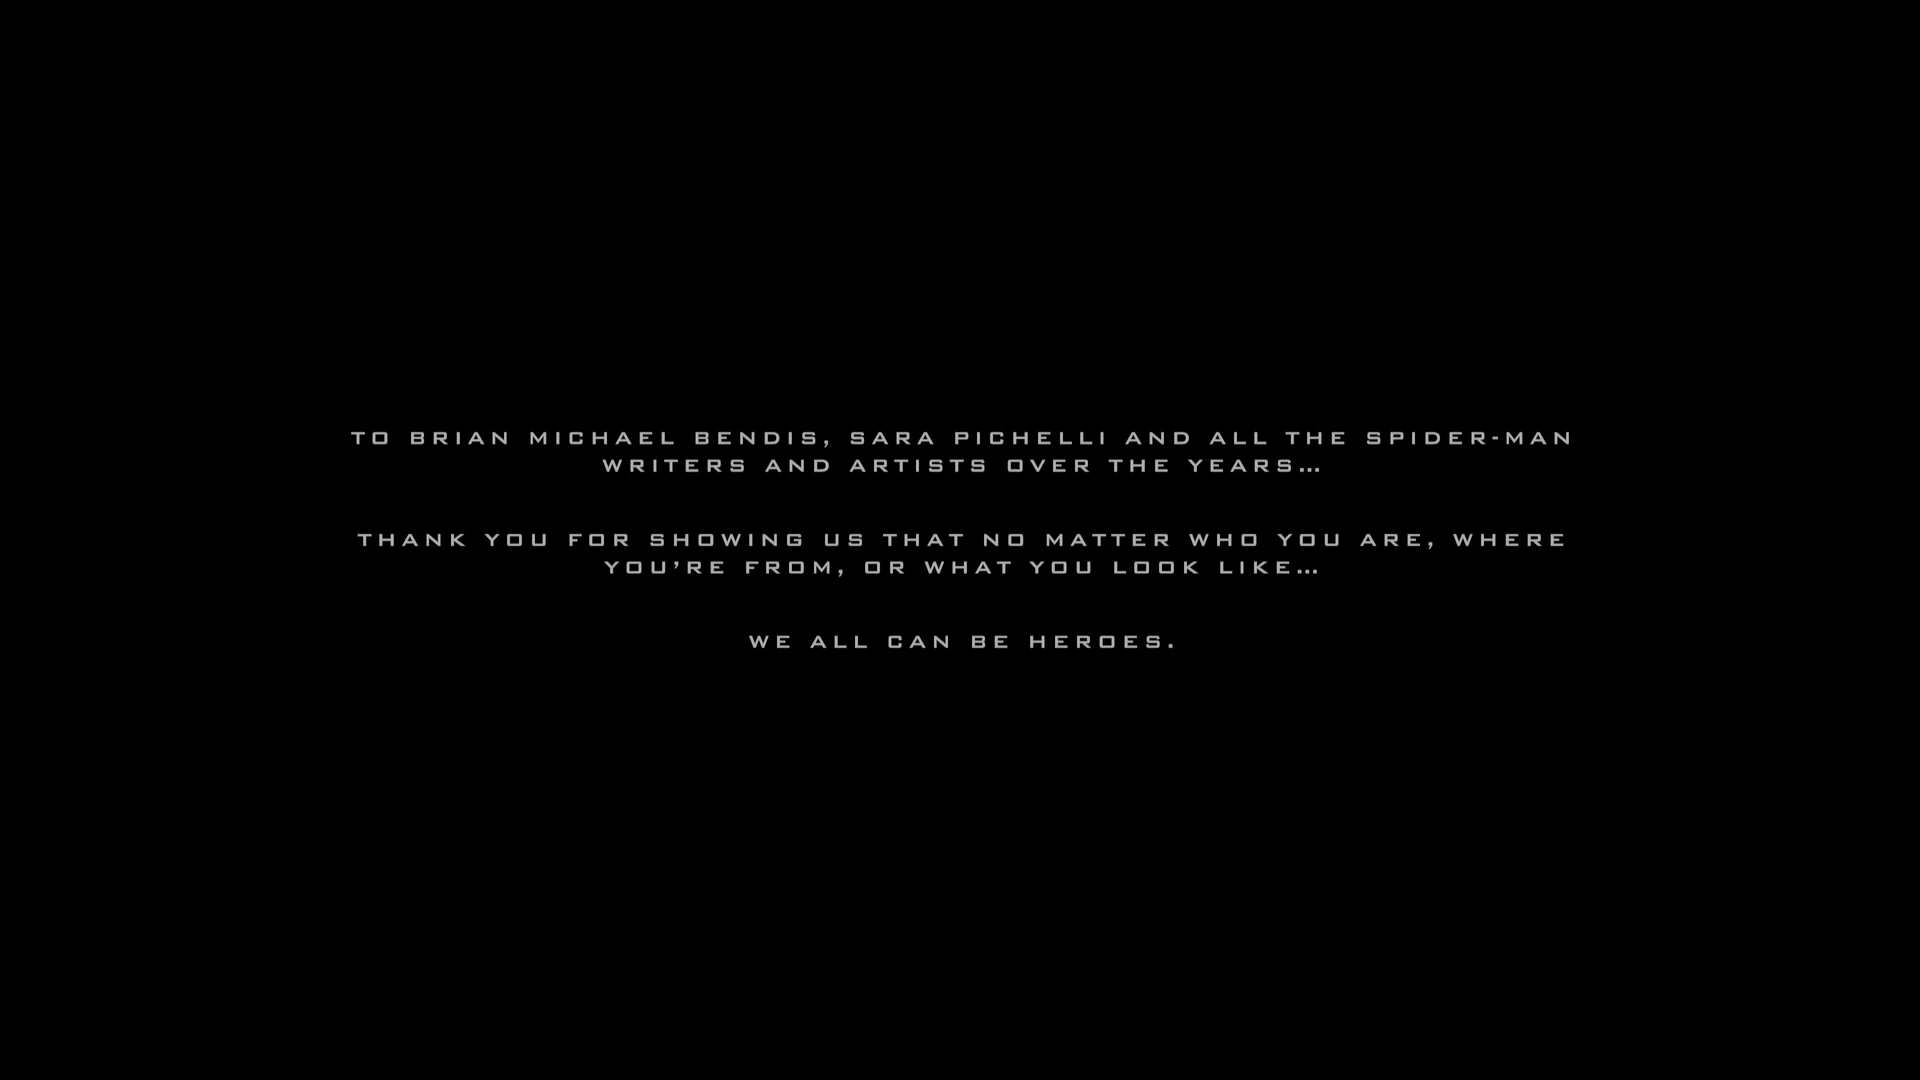 TO BRIAN MICHAEL BENDIS, SARA PICHELLI AND ALL THE SPIDER-MAN
WRITERS AND ARTISTS OVER THE YEARS…
THANK YOU FOR SHOWING US THAT NO MATTER WHO YOU ARE, WHERE
YOU’RE FROM, OR WHAT YOU LOOK LIKE…
WE ALL CAN BE HEROES.